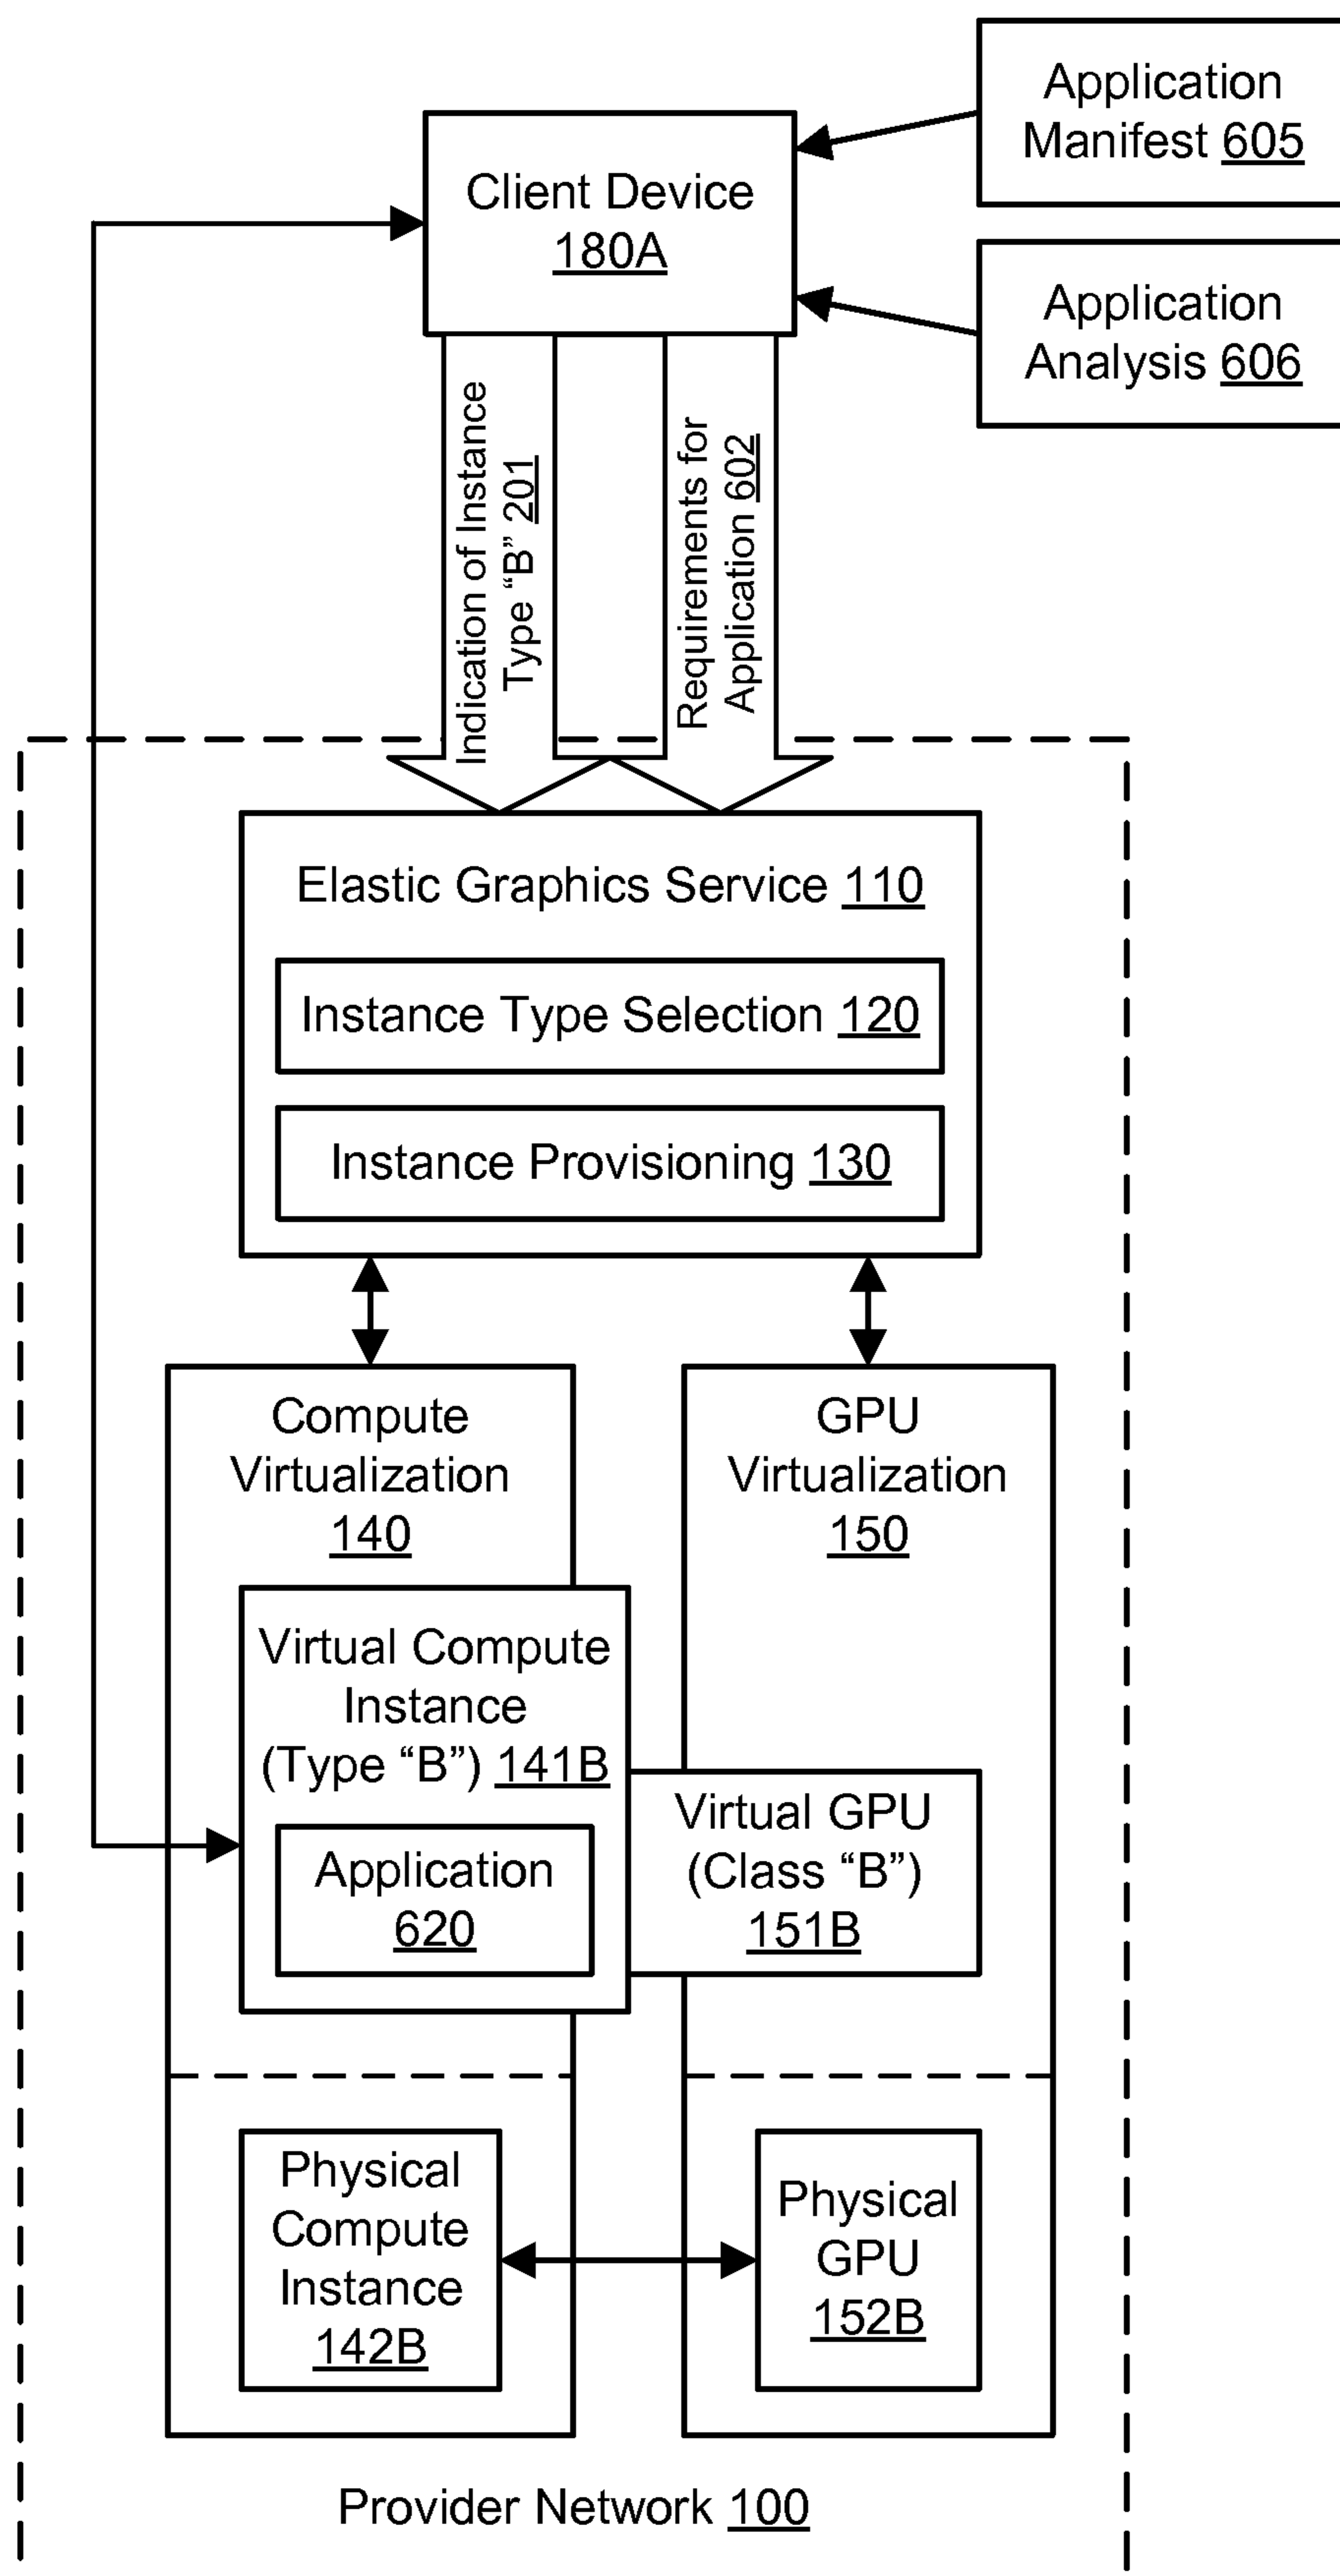 Application
Manifest 605
Client Device
180A
Application
Analysis 606
Indication of Instance
Type “B” 201
Requirements for
Application 602
Elastic Graphics Service 110
Instance Type Selection 120
Instance Provisioning 130
Compute
Virtualization
140
GPU
Virtualization
150
Virtual Compute
Instance
(Type “B”) 141B
Application
620
Virtual GPU
(Class “B”)
151B
Physical
Compute
Instance
142B
Physical
GPU
152B
Provider Network 100